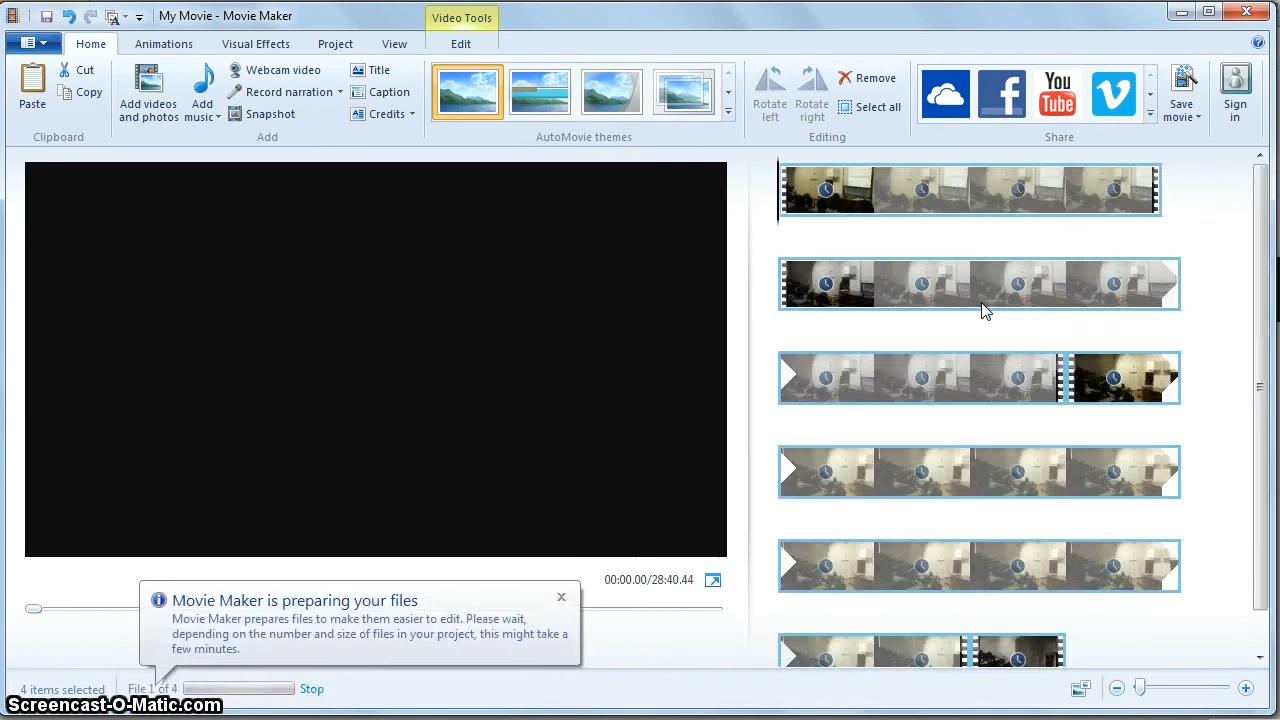 My Movie - Movie Maker
Video Tools
Home
Animations
Visual Effects
Project
View
Edit
Paste
Cut
Copy
Clipboard
Add videos
and photos
Add
music
Webcam video
Record narration
Snapshot
Title
Caption
Credits
Add
AutoMovie themes
Rotate
left
Rotate
right
Remove
Select all
Editing
f
You
Tube
v
Share
Save
movie
Sign
in
00:00.00/28:40.44
Movie Maker is preparing your files
Movie Maker prepares files to make them easier to edit. Please wait,
depending on the number and size of files in your project, this might take a
few minutes.
4 items selected
File 1 of 4
Stop
Screencast-O-Matic.com